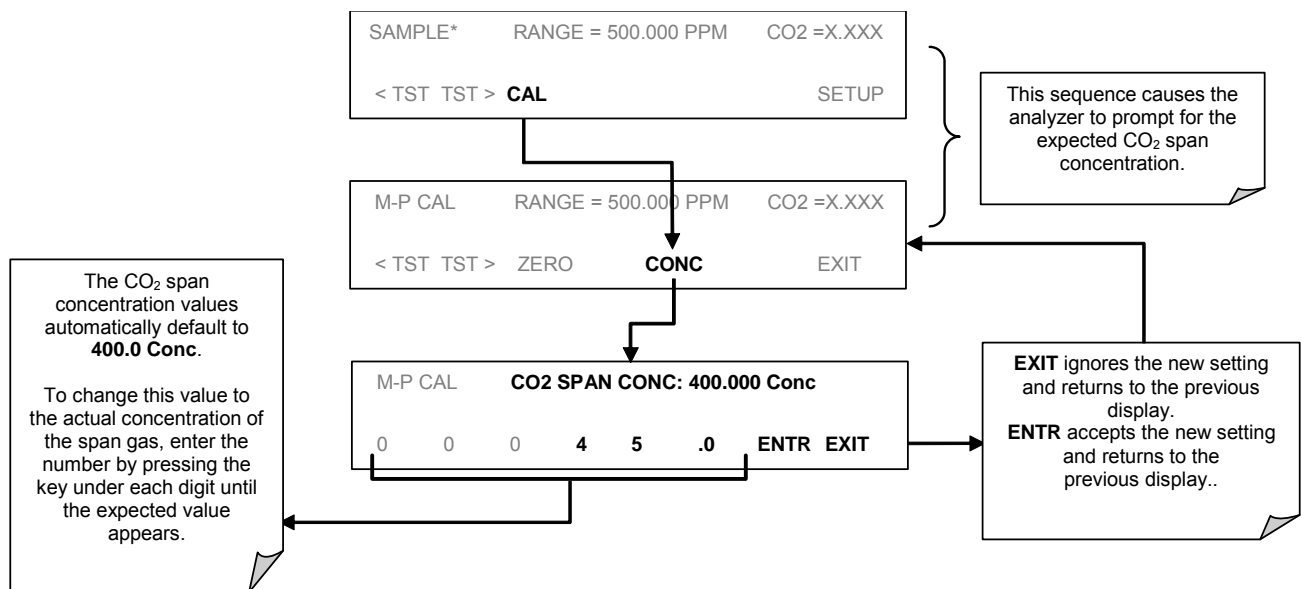 SAMPLE* RANGE = 500.000 PPM CO2 =X.XXX
< TST TST > CAL SETUP
This sequence causes the
analyzer to prompt for the
expected CO₂ span
concentration.
M-P CAL RANGE = 500.000 PPM CO2 =X.XXX
< TST TST > ZERO CONC EXIT
The CO₂ span
concentration values
automatically default to
400.0 Conc.
To change this value to
the actual concentration of
the span gas, enter the
number by pressing the
key under each digit until
the expected value
appears.
M-P CAL CO2 SPAN CONC: 400.000 Conc
0 0 0 4 5 .0 ENTR EXIT
EXIT ignores the new setting
and returns to the previous
display.
ENTR accepts the new setting
and returns to the
previous display..